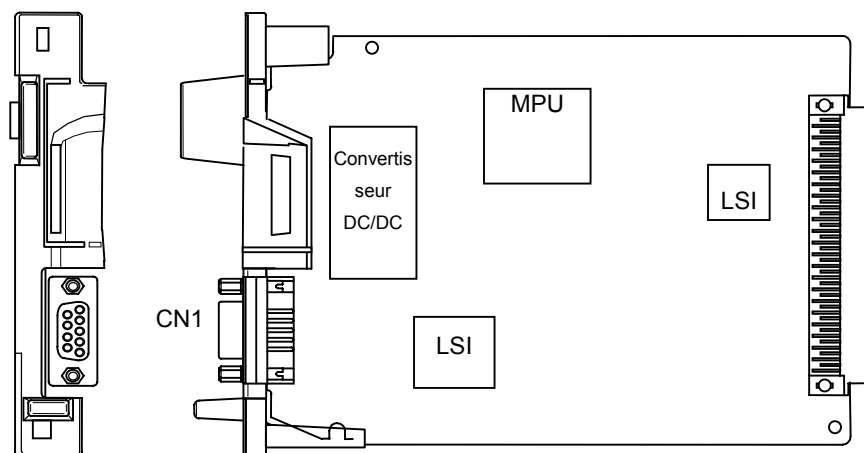 MPU
Convertis
seur
DC/DC
LSI
CN1
LSI